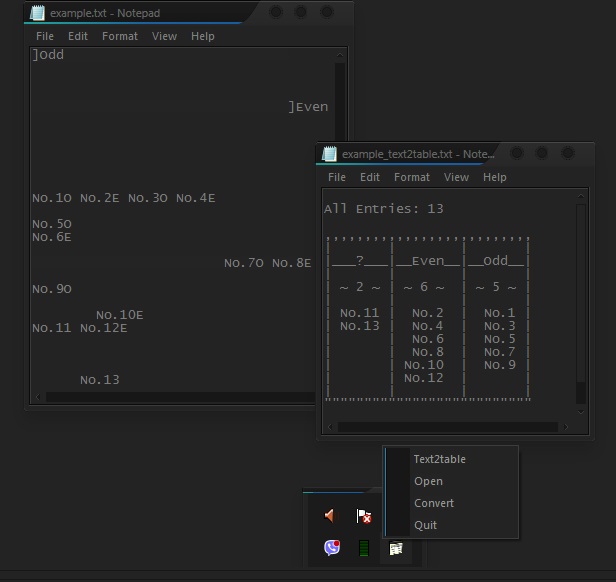 example.txt - Notepad
File Edit Format View Help
]Odd
]Even
No.1O No.2E No.3O No.4E
No.5O
No.6E
No.7O No.8E
No.9O
No.10E
No.11 No.12E
No.13
example_text2table.txt - Note...
File Edit Format View Help
All Entries: 13
,,,,,,,,,,,,,,,,,,,,,,,,,,
| | | |
|___?___|__Even__|__Odd__|
| | | |
| ~ 2 ~ | ~ 6 ~ | ~ 5 ~ |
| | | |
| No.11 | No.2 | No.1 |
| No.13 | No.4 | No.3 |
| | No.6 | No.5 |
| | No.8 | No.7 |
| | No.10 | No.9 |
| | No.12 | |
| | | |
""""""""""""""""""""""""""
Text2table
Open
Convert
Quit